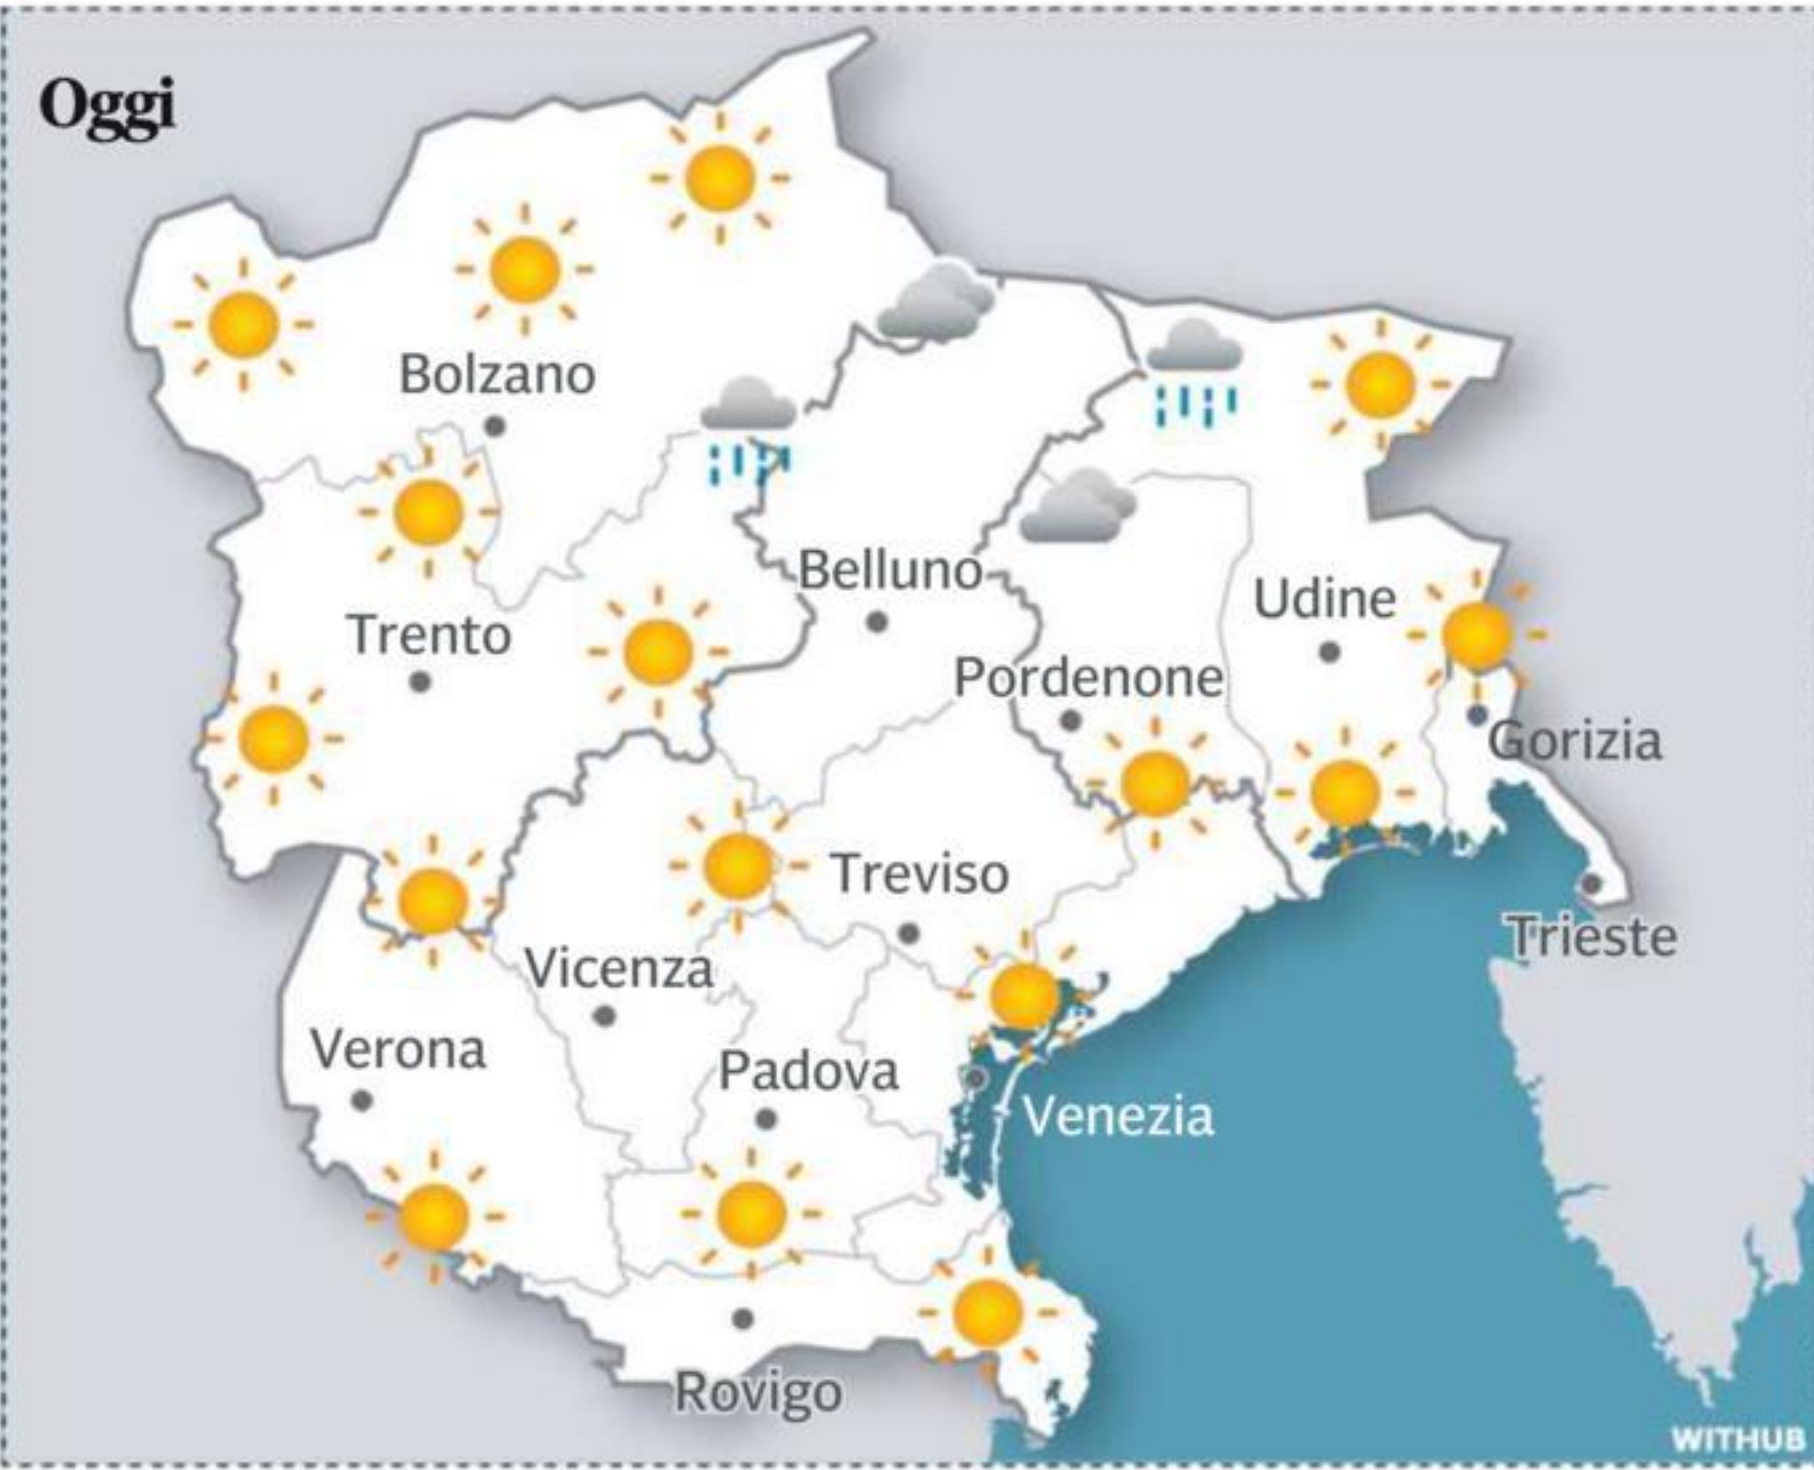 Oggi
Bolzano
Belluno
Udine
Trento
Pordenone
Gorizia
Treviso
Trieste
Vicenza
Verona
Padova
Venezia
Rovigo
WITHUB